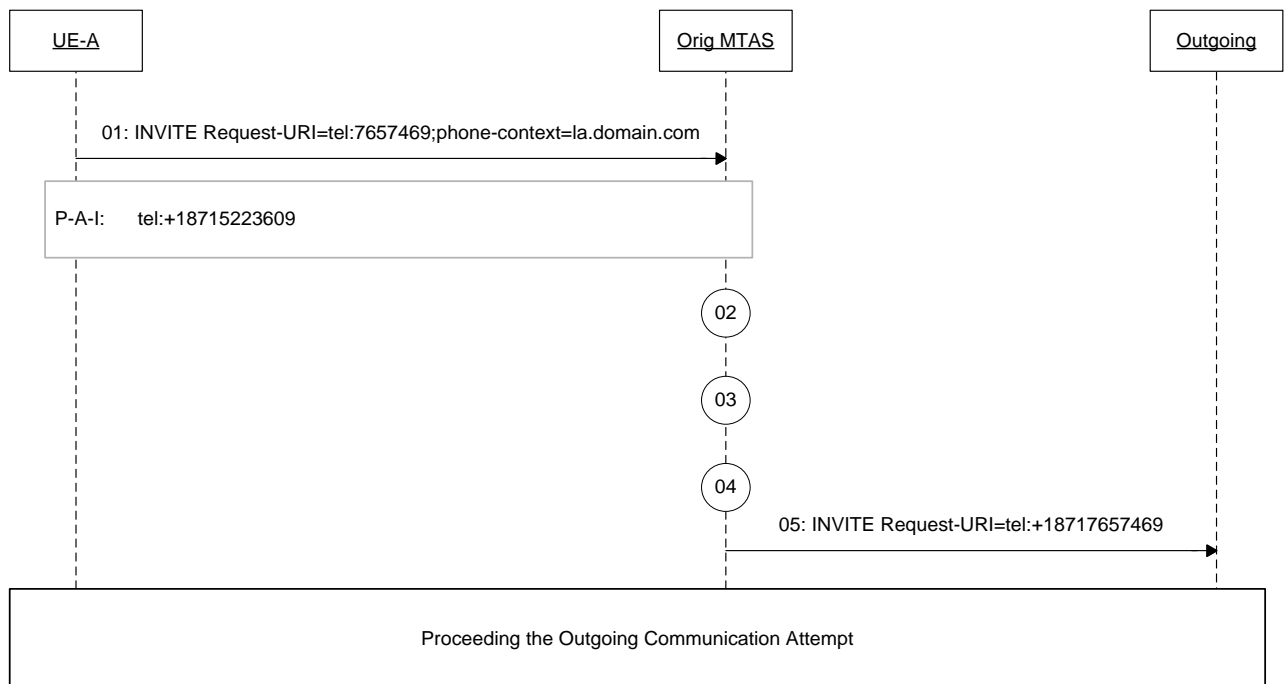 UE-A
Orig MTAS
Outgoing
01: INVITE Request-URI=tel:7657469;phone-context=la.domain.com
P-A-I: tel:+18715223609
02
03
04
05: INVITE Request-URI=tel:+18717657469
Proceeding the Outgoing Communication Attempt